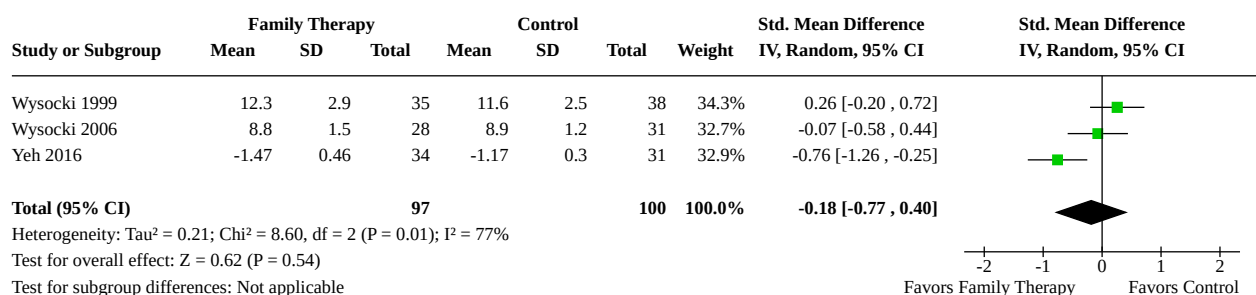 Family Therapy Control Std. Mean Difference Std. Mean Difference
Study or Subgroup Mean SD Total Mean SD Total Weight IV, Random, 95% CI IV, Random, 95% CI
Wysocki 1999 12.3 2.9 35 11.6 2.5 38 34.3% 0.26 [-0.20 , 0.72]
Wysocki 2006 8.8 1.5 28 8.9 1.2 31 32.7% -0.07 [-0.58 , 0.44]
Yeh 2016 -1.47 0.46 34 -1.17 0.3 31 32.9% -0.76 [-1.26 , -0.25]
Total (95% CI) 97 100 100.0% -0.18 [-0.77 , 0.40]
Heterogeneity: Tau² = 0.21; Chi² = 8.60, df = 2 (P = 0.01); I² = 77%
Test for overall effect: Z = 0.62 (P = 0.54) -2 -1 0 1 2
Test for subgroup differences: Not applicable Favors Family Therapy Favors Control